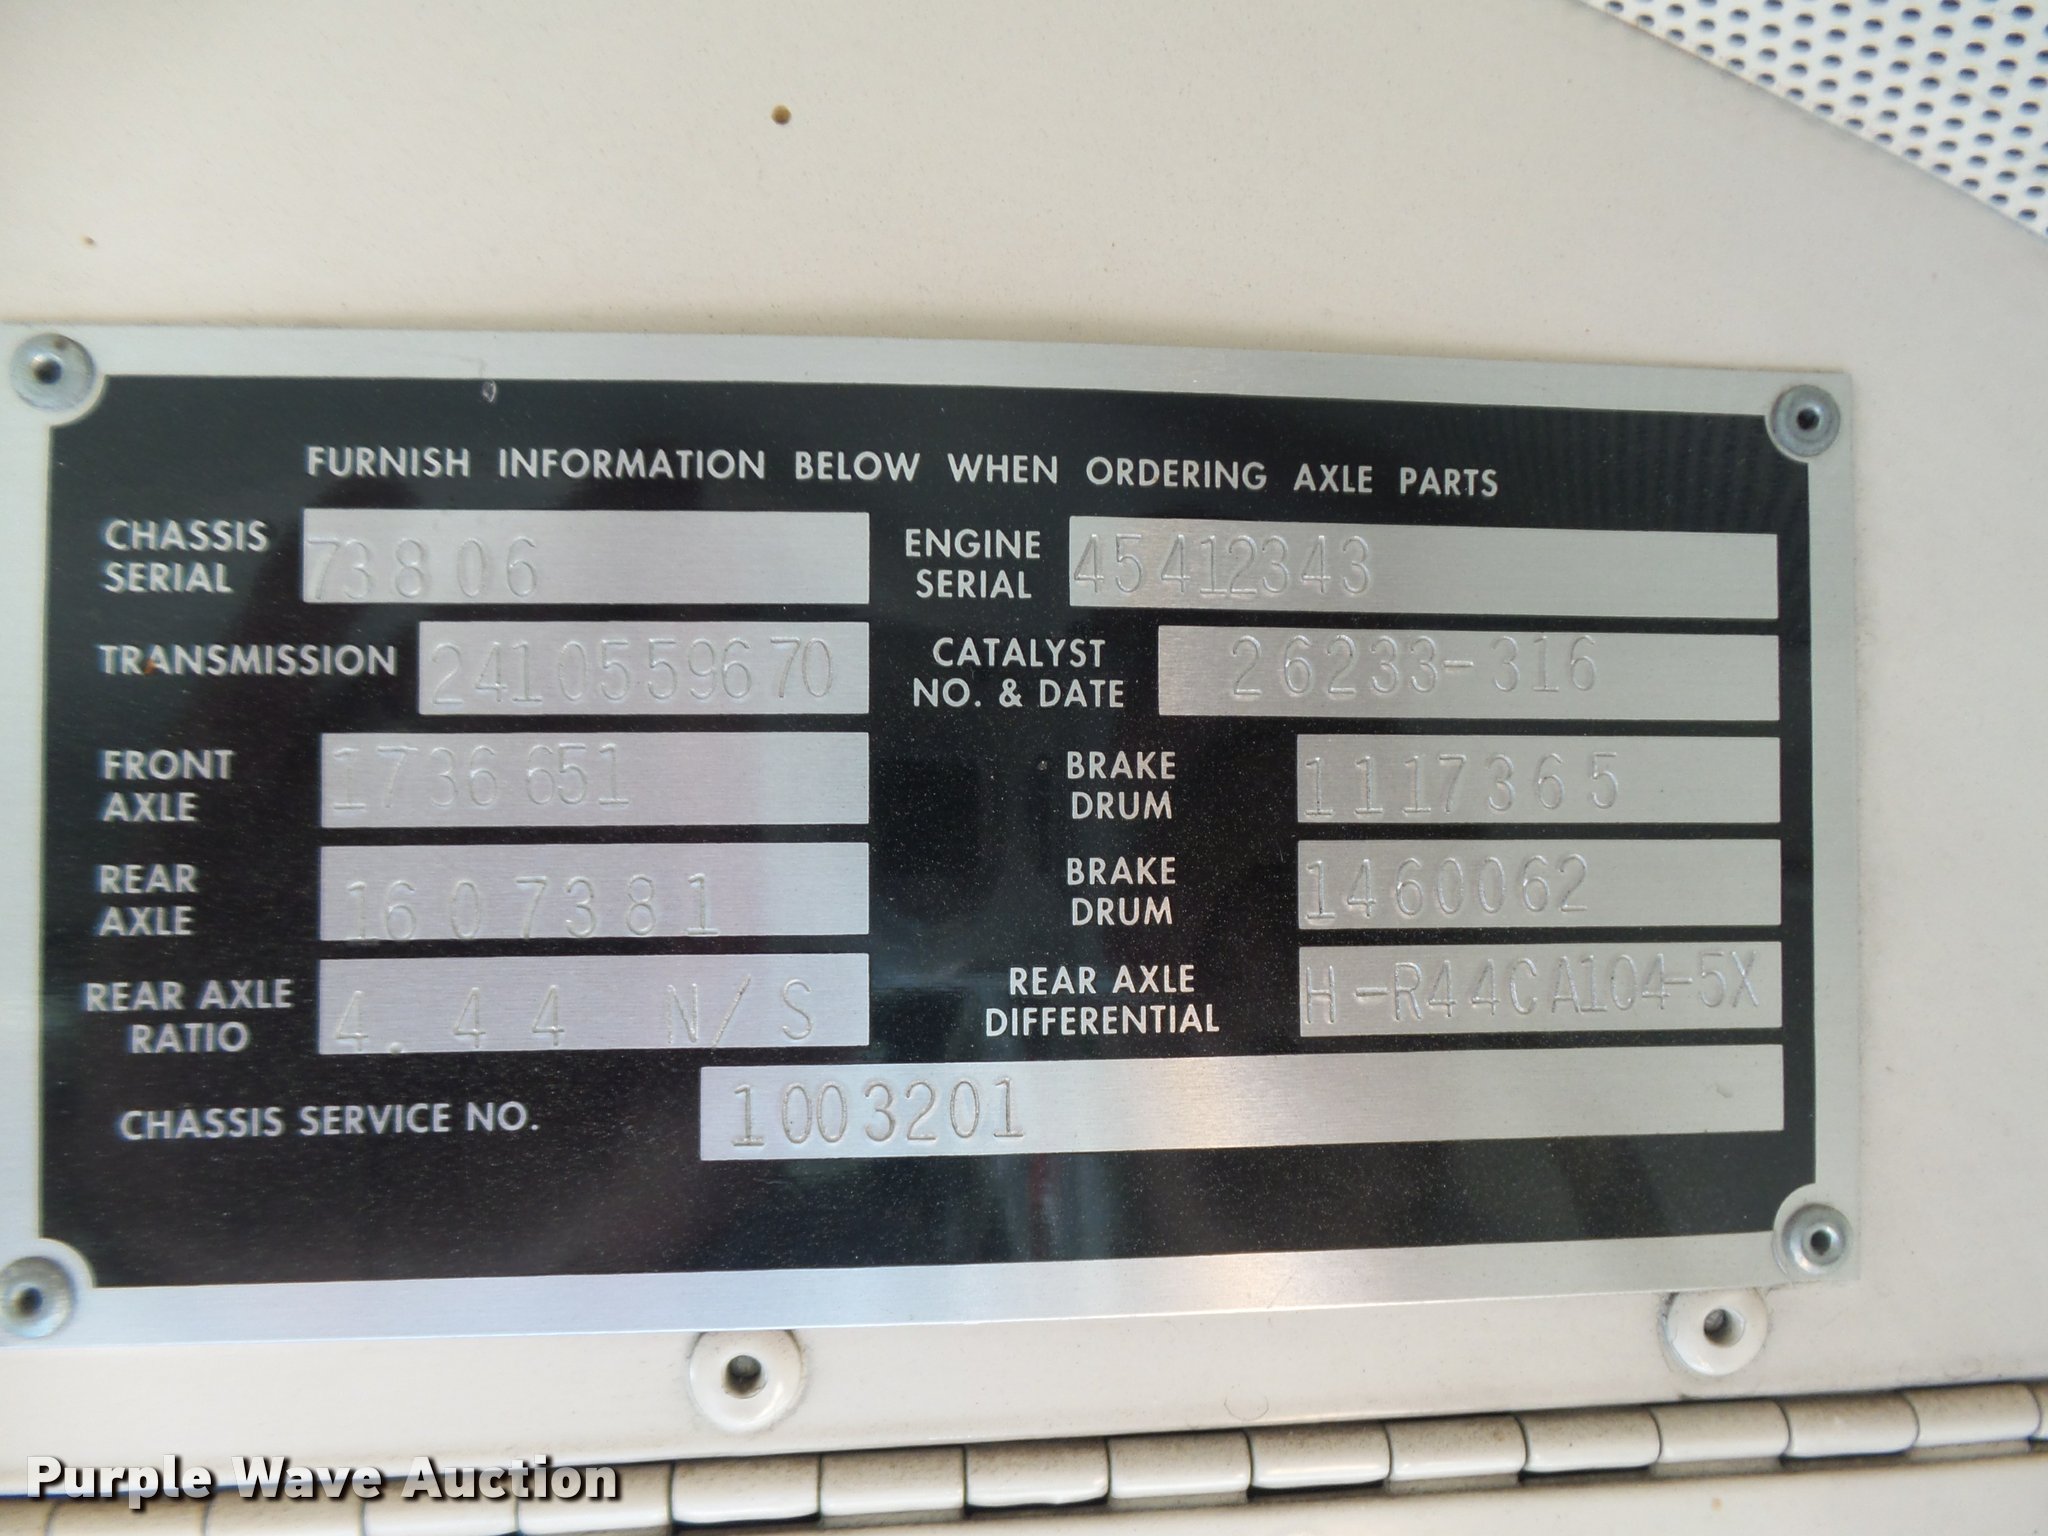 FURNISH INFORMATION BELOW WHEN ORDERING AXLE PARTS
CHASSIS SERIAL 73806
ENGINE SERIAL 45412343
TRANSMISSION 2410559670
CATALYST NO. & DATE 26233-316
FRONT AXLE 1736651
BRAKE DRUM 1117365
REAR AXLE 1607381
BRAKE DRUM 1460062
REAR AXLE RATIO 4.44 N/S
REAR AXLE DIFFERENTIAL H-R44CA104-5X
CHASSIS SERVICE NO. 1003201
Purple Wave Auction